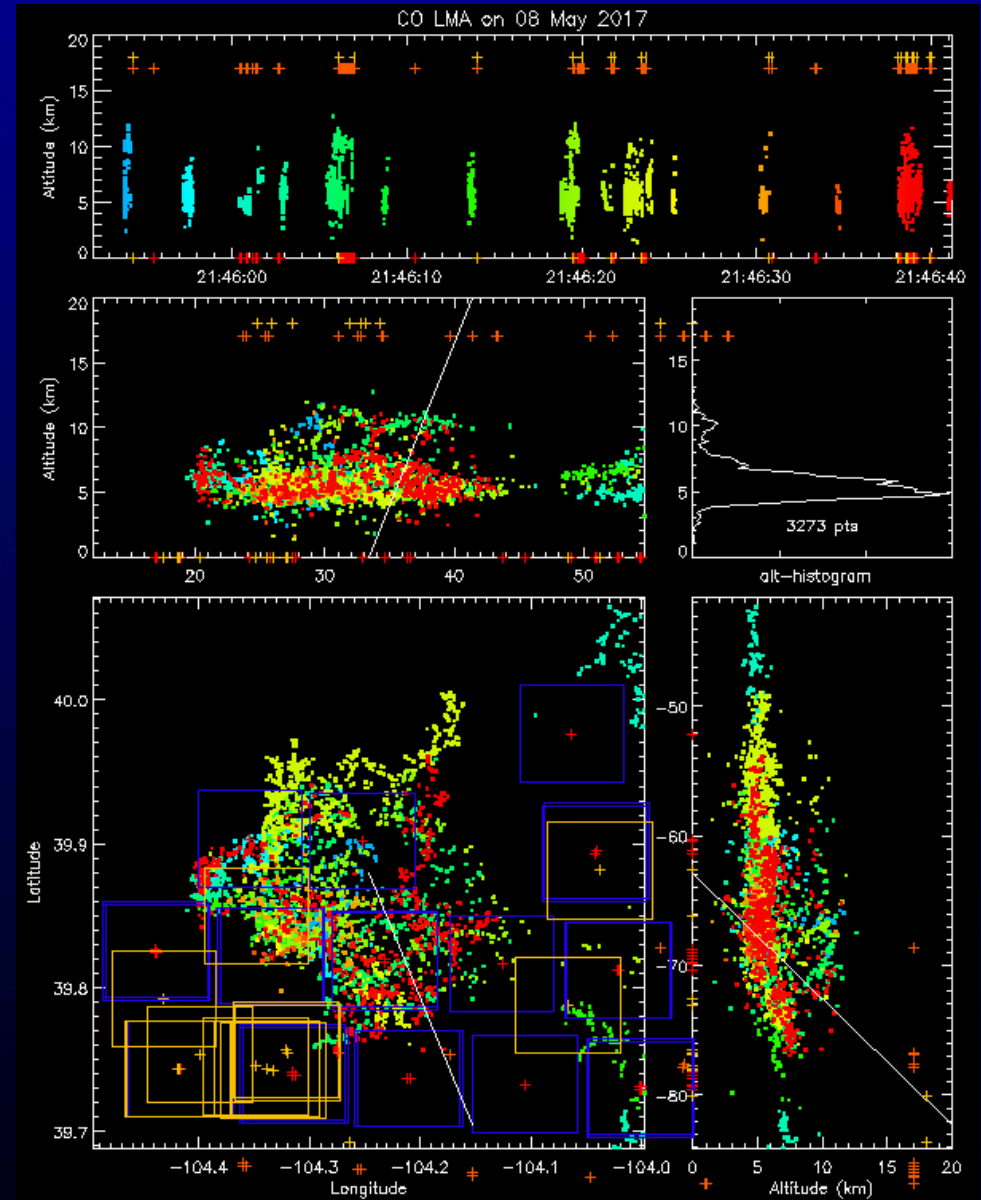 CO LMA on 08 May 2017
20
15
10
5
0
Altitude (km)
21:46:00 21:46:10 21:46:20 21:46:30 21:46:40
20
15
10
5
0
Altitude (km)
20 30 40 50
15
10
5
0
3273 pts
alt-histogram
40.0
39.9
39.8
39.7
Latitude
-104.4 -104.3 -104.2 -104.1 -104.0
Longitude
-50
-60
-70
-80
0 5 10 15 20
Altitude (km)